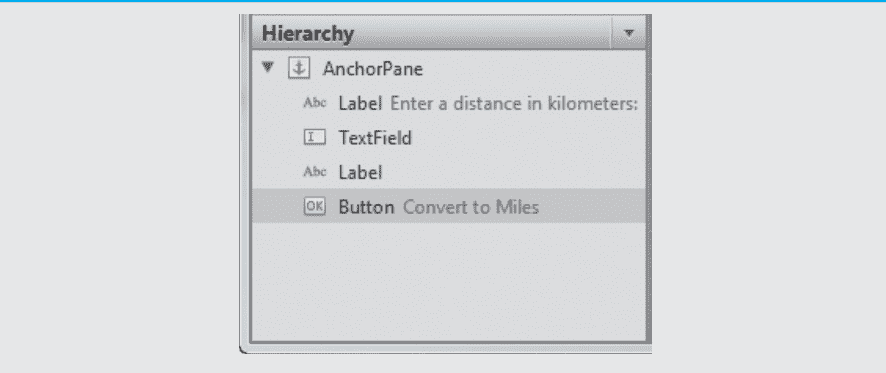 Hierarchy
AnchorPane
Abc Label Enter a distance in kilometers:
I TextField
Abc Label
OK Button Convert to Miles